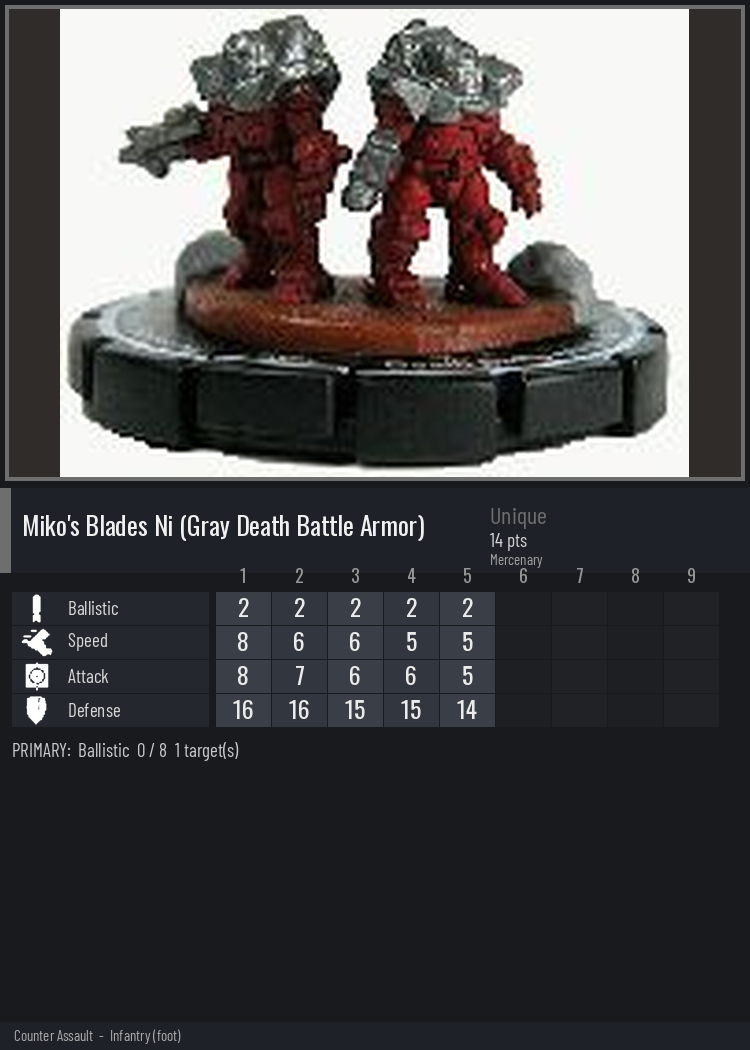 Miko's Blades Ni (Gray Death Battle Armor)
Unique
14 pts
Mercenary
1 2 3 4 5 6 7 8 9
Ballistic 2 2 2 2 2
Speed 8 6 6 5 5
Attack 8 7 6 6 5
Defense 16 16 15 15 14
PRIMARY: Ballistic 0 / 8 1 target(s)
Counter Assault - Infantry (foot)